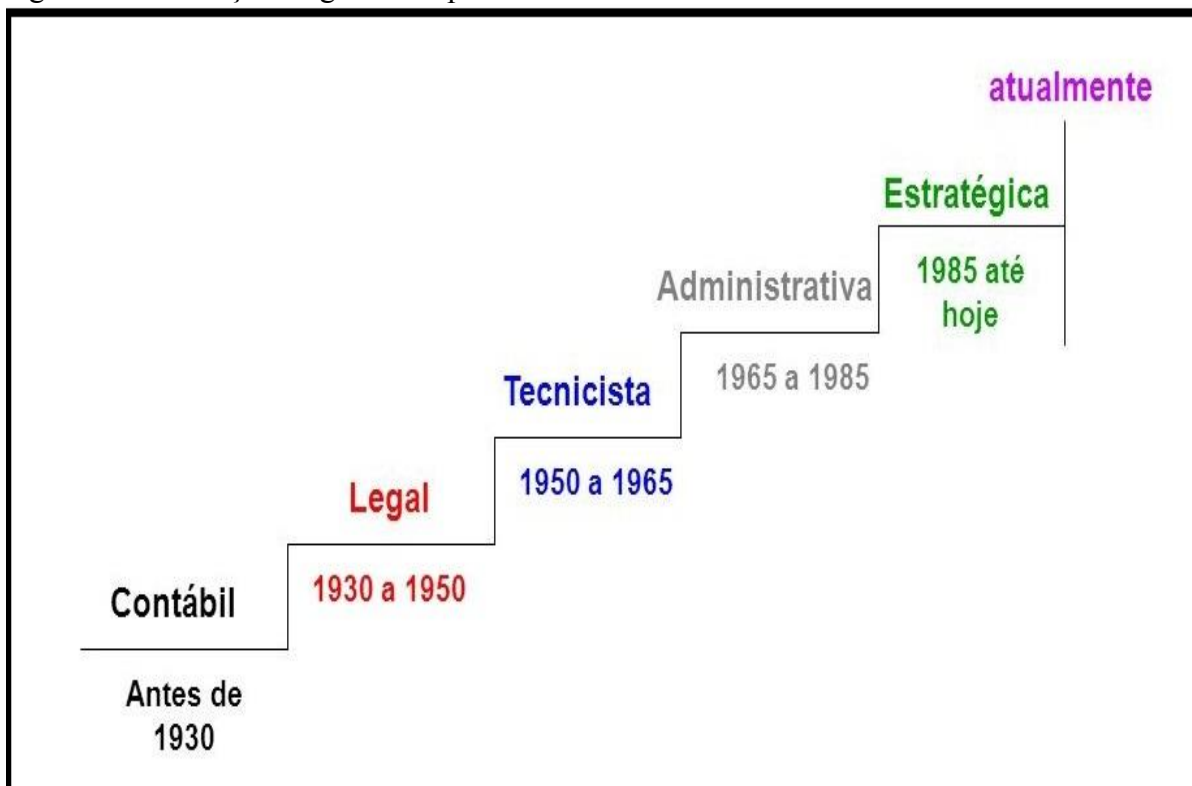 atualmente
Estratégica
1985 até
hoje
Administrativa
1965 a 1985
Tecnicista
1950 a 1965
Legal
1930 a 1950
Contábil
Antes de
1930